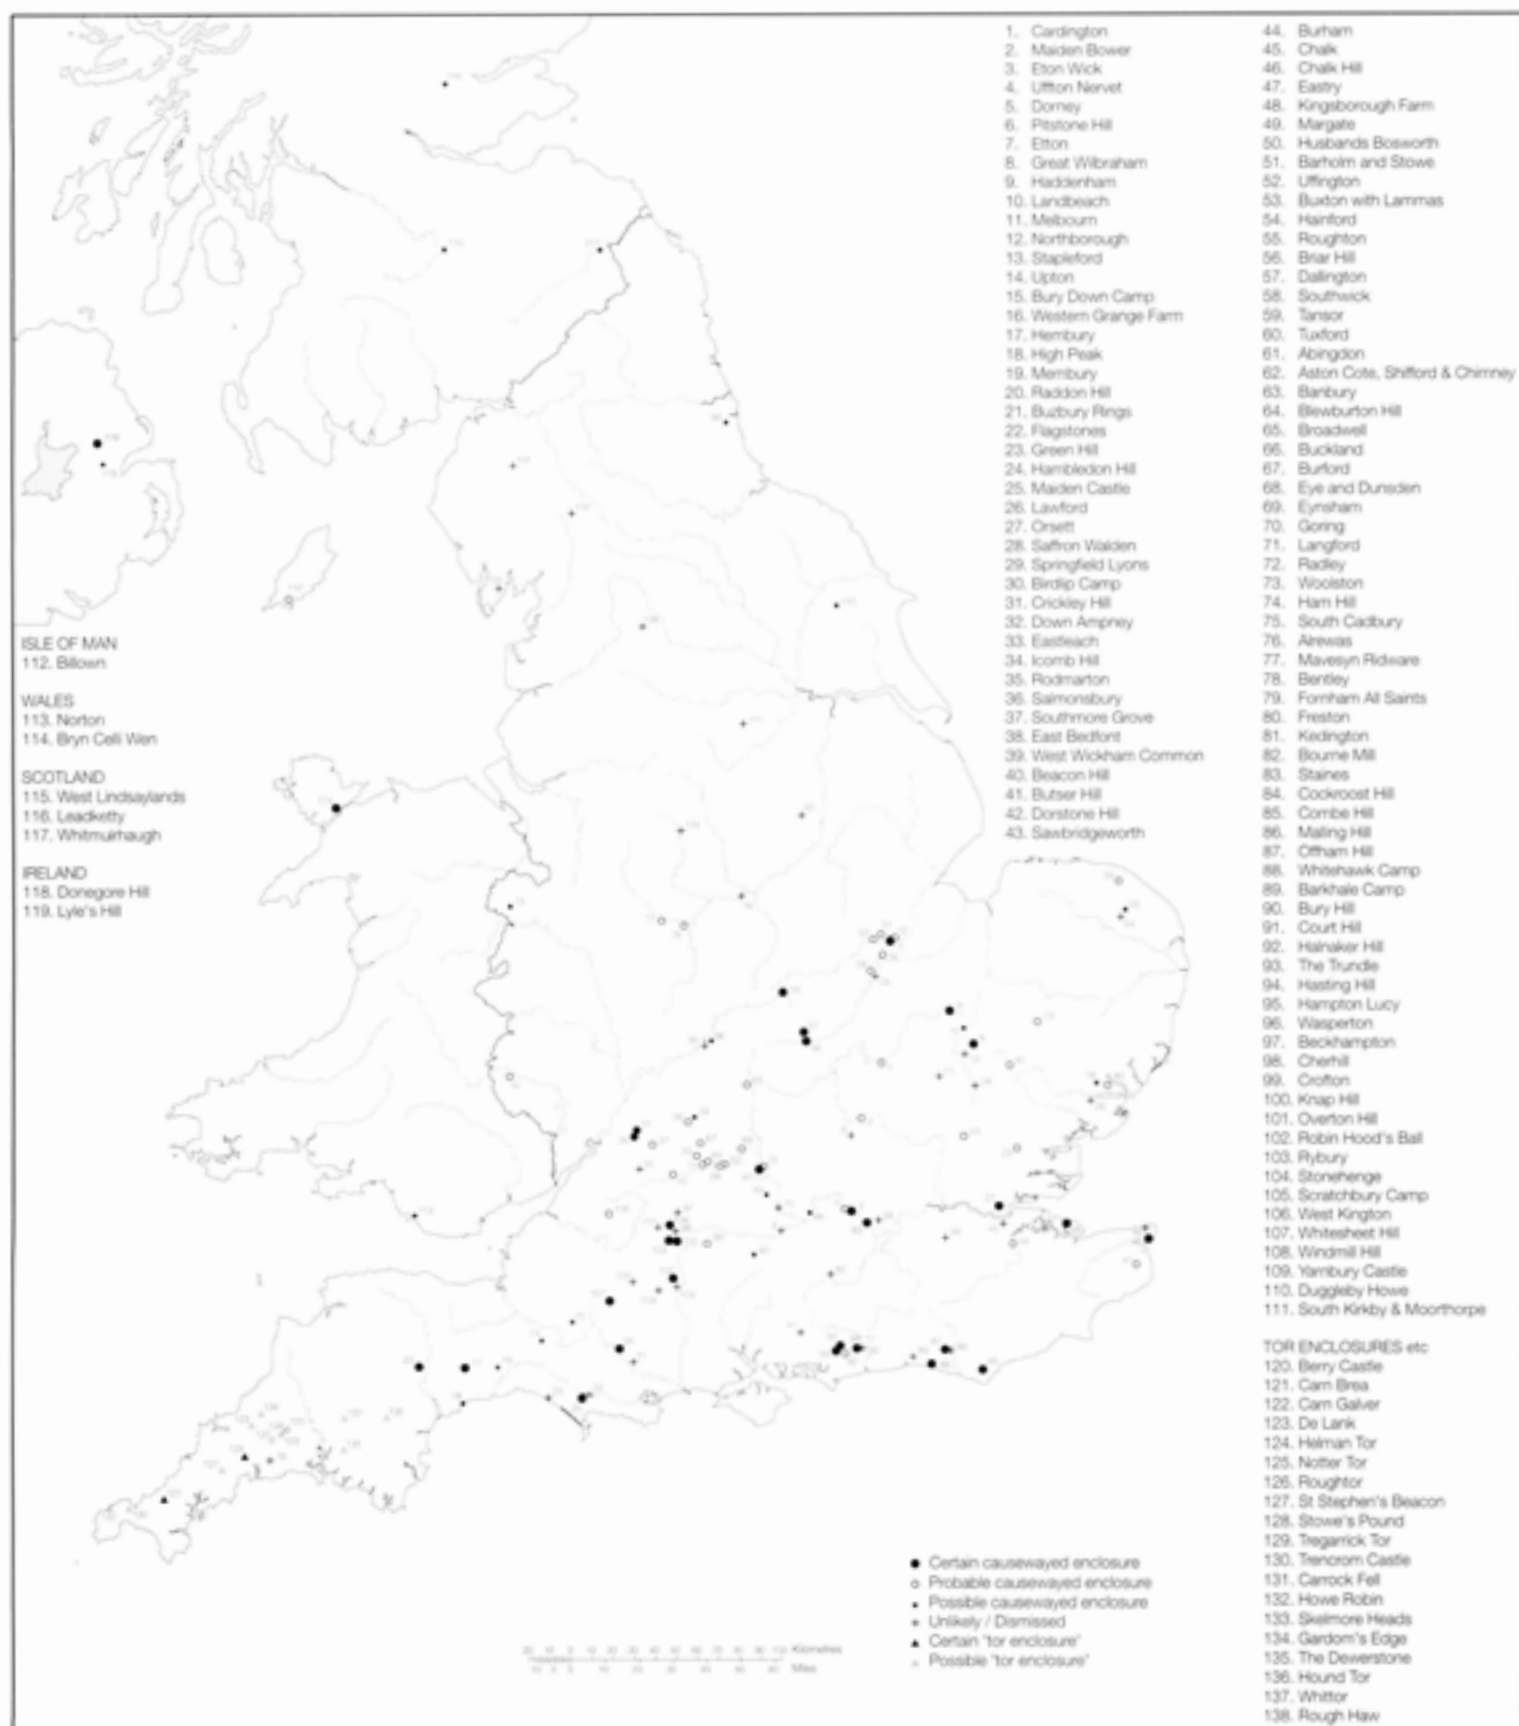 1. Cardington
2. Maiden Bower
3. Eton Wick
4. Uffton Nervet
5. Dorney
6. Pitstone Hill
7. Etton
8. Great Wilbraham
9. Haddenham
10. Landbeach
11. Melbourn
12. Northborough
13. Stapleford
14. Upton
15. Bury Down Camp
16. Western Grange Farm
17. Hembury
18. High Peak
19. Membury
20. Raddon Hill
21. Buzbury Rings
22. Flagstones
23. Green Hill
24. Hambledon Hill
25. Maiden Castle
26. Lawford
27. Orsett
28. Saffron Walden
29. Springfield Lyons
30. Birdlip Camp
31. Crickley Hill
32. Down Ampney
33. Eastleach
34. Icomb Hill
35. Rodmarton
36. Salmonsbury
37. Southmore Grove
38. East Bedfont
39. West Wickham Common
40. Beacon Hill
41. Butser Hill
42. Dorstone Hill
43. Sawbridgeworth
44. Burham
45. Chalk
46. Chalk Hill
47. Eastry
48. Kingsborough Farm
49. Margate
50. Husbands Bosworth
51. Barholm and Stowe
52. Uffington
53. Buxton with Lammas
54. Hainford
55. Roughton
56. Briar Hill
57. Dallington
58. Southwick
59. Tansor
60. Tuxford
61. Abingdon
62. Aston Cote, Shifford & Chimney
63. Banbury
64. Blewburton Hill
65. Broadwell
66. Buckland
67. Burford
68. Eye and Dunsden
69. Eynsham
70. Goring
71. Langford
72. Radley
73. Woolston
74. Ham Hill
75. South Cadbury
76. Alrewas
77. Mavesyn Ridware
78. Bentley
79. Fornham All Saints
80. Freston
81. Kedington
82. Bourne Mill
83. Staines
84. Cockroost Hill
85. Combe Hill
86. Malling Hill
87. Offham Hill
88. Whitehawk Camp
89. Barkhale Camp
90. Bury Hill
91. Court Hill
92. Halnaker Hill
93. The Trundle
94. Hasting Hill
95. Hampton Lucy
96. Wasperton
97. Beckhampton
98. Cherhill
99. Crofton
100. Knap Hill
101. Overton Hill
102. Robin Hood's Ball
103. Rybury
104. Stonehenge
105. Scratchbury Camp
106. West Kington
107. Whitesheet Hill
108. Windmill Hill
109. Yarnbury Castle
110. Duggleby Howe
111. South Kirkby & Moorthorpe
TOR ENCLOSURES etc
120. Berry Castle
121. Carn Brea
122. Carn Galver
123. De Lank
124. Helman Tor
125. Notter Tor
126. Roughtor
127. St Stephen's Beacon
128. Stowe's Pound
129. Tregarrick Tor
130. Trencrom Castle
131. Carrock Fell
132. Howe Robin
133. Skelmore Heads
134. Gardom's Edge
135. The Dewerstone
136. Hound Tor
137. Whittor
138. Rough Haw
ISLE OF MAN
112. Billown
WALES
113. Norton
114. Bryn Celli Wen
SCOTLAND
115. West Lindsaylands
116. Leadketty
117. Whitmuirhaugh
IRELAND
118. Donegore Hill
119. Lyle's Hill
Certain causewayed enclosure
Probable causewayed enclosure
Possible causewayed enclosure
Unlikely / Dismissed
Certain "tor enclosure"
Possible "tor enclosure"
Kilometres
Miles